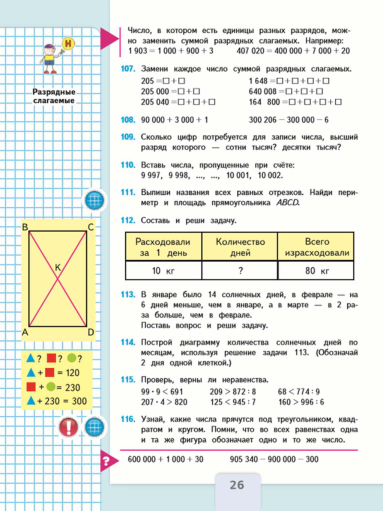 Н
Разрядные
слагаемые
Число, в котором есть единицы разных разрядов, мож-
но заменить суммой разрядных слагаемых. Например:
1 903 = 1 000 + 900 + 3 407 020 = 400 000 + 7 000 + 20
107. Замени каждое число суммой разрядных слагаемых.
205 = □ + □ 1 648 = □ + □ + □ + □
205 000 = □ + □ 640 008 = □ + □ + □
205 040 = □ + □ + □ 164 800 = □ + □ + □ + □
108. 90 000 + 3 000 + 1 300 206 − 300 000 − 6
109. Сколько цифр потребуется для записи числа, высший
разряд которого — сотни тысяч? десятки тысяч?
110. Вставь числа, пропущенные при счёте:
9 997, 9 998, ..., ..., 10 001, 10 002.
111. Выпиши названия всех равных отрезков. Найди пери-
метр и площадь прямоугольника ABCD.
112. Составь и реши задачу.
Расходовали Количество Всего
за 1 день дней израсходовали
10 кг ? 80 кг
113. В январе было 14 солнечных дней, в феврале — на
6 дней меньше, чем в январе, а в марте — в 2 ра-
за больше, чем в феврале.
Поставь вопрос и реши задачу.
114. Построй диаграмму количества солнечных дней по
месяцам, используя решение задачи 113. (Обозначай
2 дня одной клеткой.)
115. Проверь, верны ли неравенства.
99 · 9 < 691 209 > 872 : 8 68 < 774 : 9
207 · 4 > 820 125 < 945 : 7 160 > 996 : 6
116. Узнай, какие числа прячутся под треугольником, квад-
ратом и кругом. Помни, что во всех равенствах одна
и та же фигура обозначает одно и то же число.
B C
K
A D
▲ ? ■ ? ● ?
▲ + ■ = 120
■ + ● = 230
▲ + 230 = 300
!
?
600 000 + 1 000 + 30 905 340 − 900 000 − 300
26